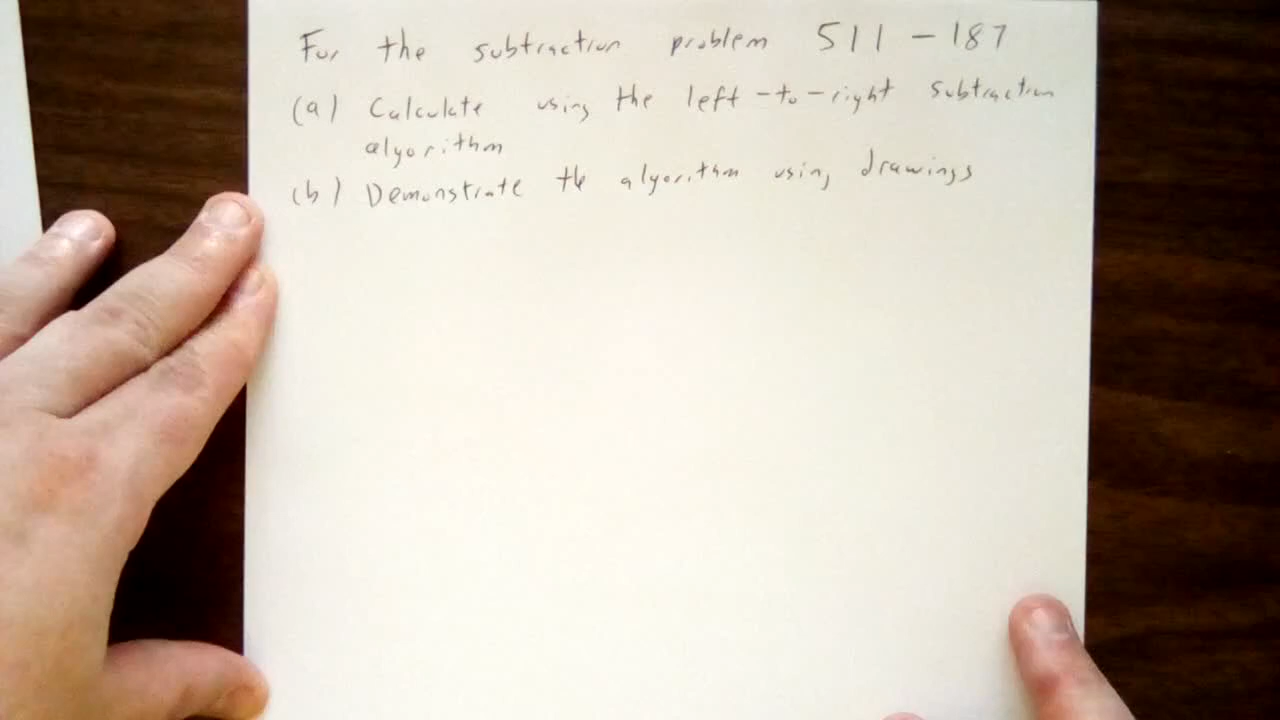 For the subtraction problem 511 - 187
(a) Calculate using the left-to-right subtraction
algorithm
(b) Demonstrate the algorithm using drawings